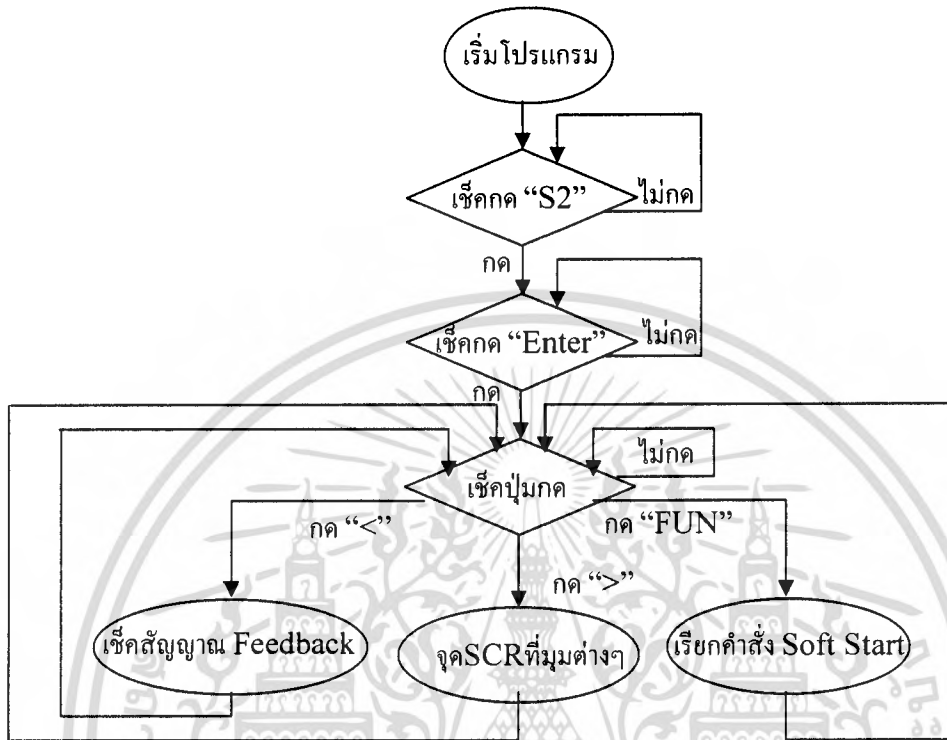 เริ่มโปรแกรม
เช็คกด “S2”
ไม่กด
กด
เช็คกด “Enter”
ไม่กด
กด
ไม่กด
เช็คปุ่มกด
กด “<”
กด “FUN”
กด “>”
เช็คสัญญาณ Feedback
จุดSCRที่มุมต่างๆ
เรียกคำสั่ง Soft Start